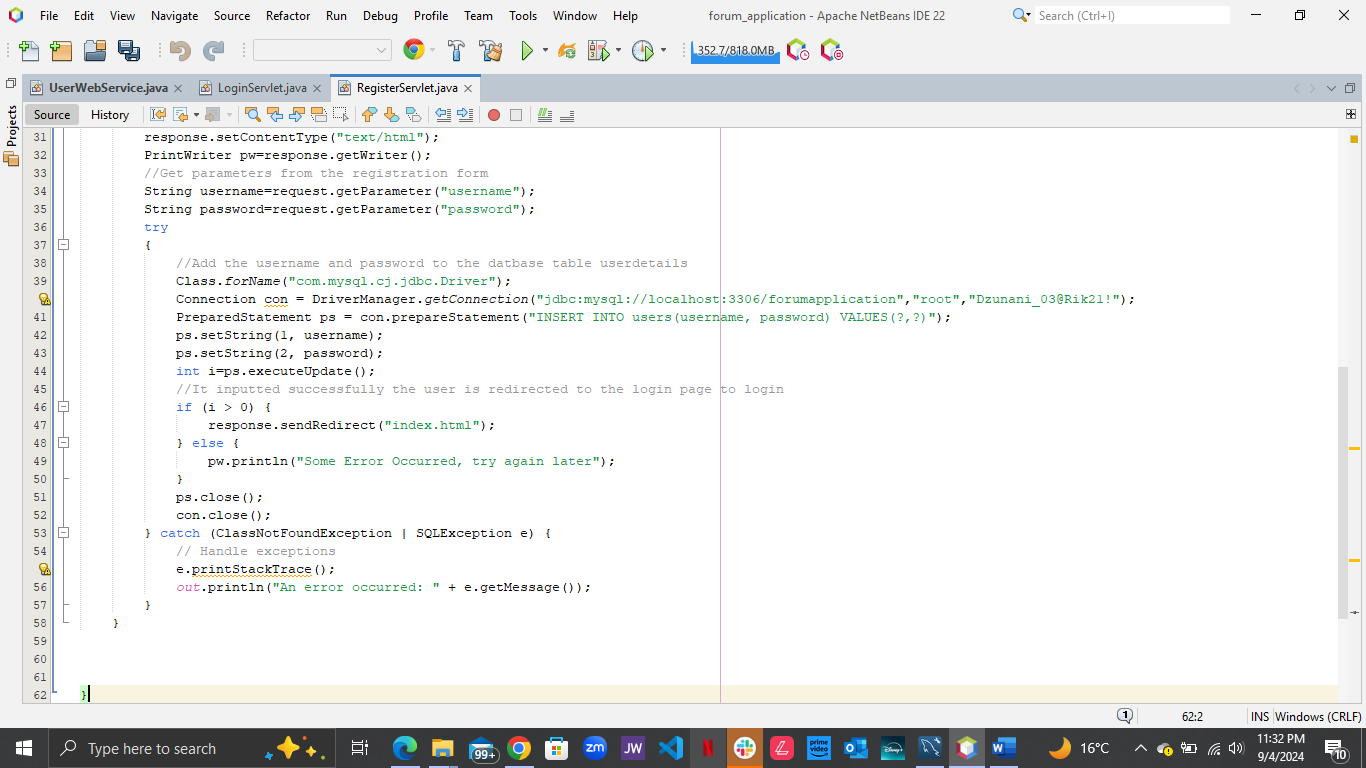 File Edit View Navigate Source Refactor Run Debug Profile Team Tools Window Help forum_application - Apache NetBeans IDE 22 Search (Ctrl+I)
352.7/818.0MB
UserWebService.java LoginServlet.java RegisterServlet.java
Projects
Source History
31 response.setContentType("text/html");
32 PrintWriter pw=response.getWriter();
33 //Get parameters from the registration form
34 String username=request.getParameter("username");
35 String password=request.getParameter("password");
36 try
37 {
38 //Add the username and password to the datbase table userdetails
39 Class.forName("com.mysql.cj.jdbc.Driver");
Connection con = DriverManager.getConnection("jdbc:mysql://localhost:3306/forumapplication","root","Dzunani_03@Rik21!");
41 PreparedStatement ps = con.prepareStatement("INSERT INTO users(username, password) VALUES(?,?)");
42 ps.setString(1, username);
43 ps.setString(2, password);
44 int i=ps.executeUpdate();
45 //It inputted successfully the user is redirected to the login page to login
46 if (i > 0) {
47 response.sendRedirect("index.html");
48 } else {
49 pw.println("Some Error Occurred, try again later");
50 }
51 ps.close();
52 con.close();
53 } catch (ClassNotFoundException | SQLException e) {
54 // Handle exceptions
e.printStackTrace();
56 out.println("An error occurred: " + e.getMessage());
57 }
58 }
59
60
61
62 }
1 62:2 INS Windows (CRLF)
Type here to search 99+ zm JW N prime video Disney+ W 16°C 11:32 PM
9/4/2024 10